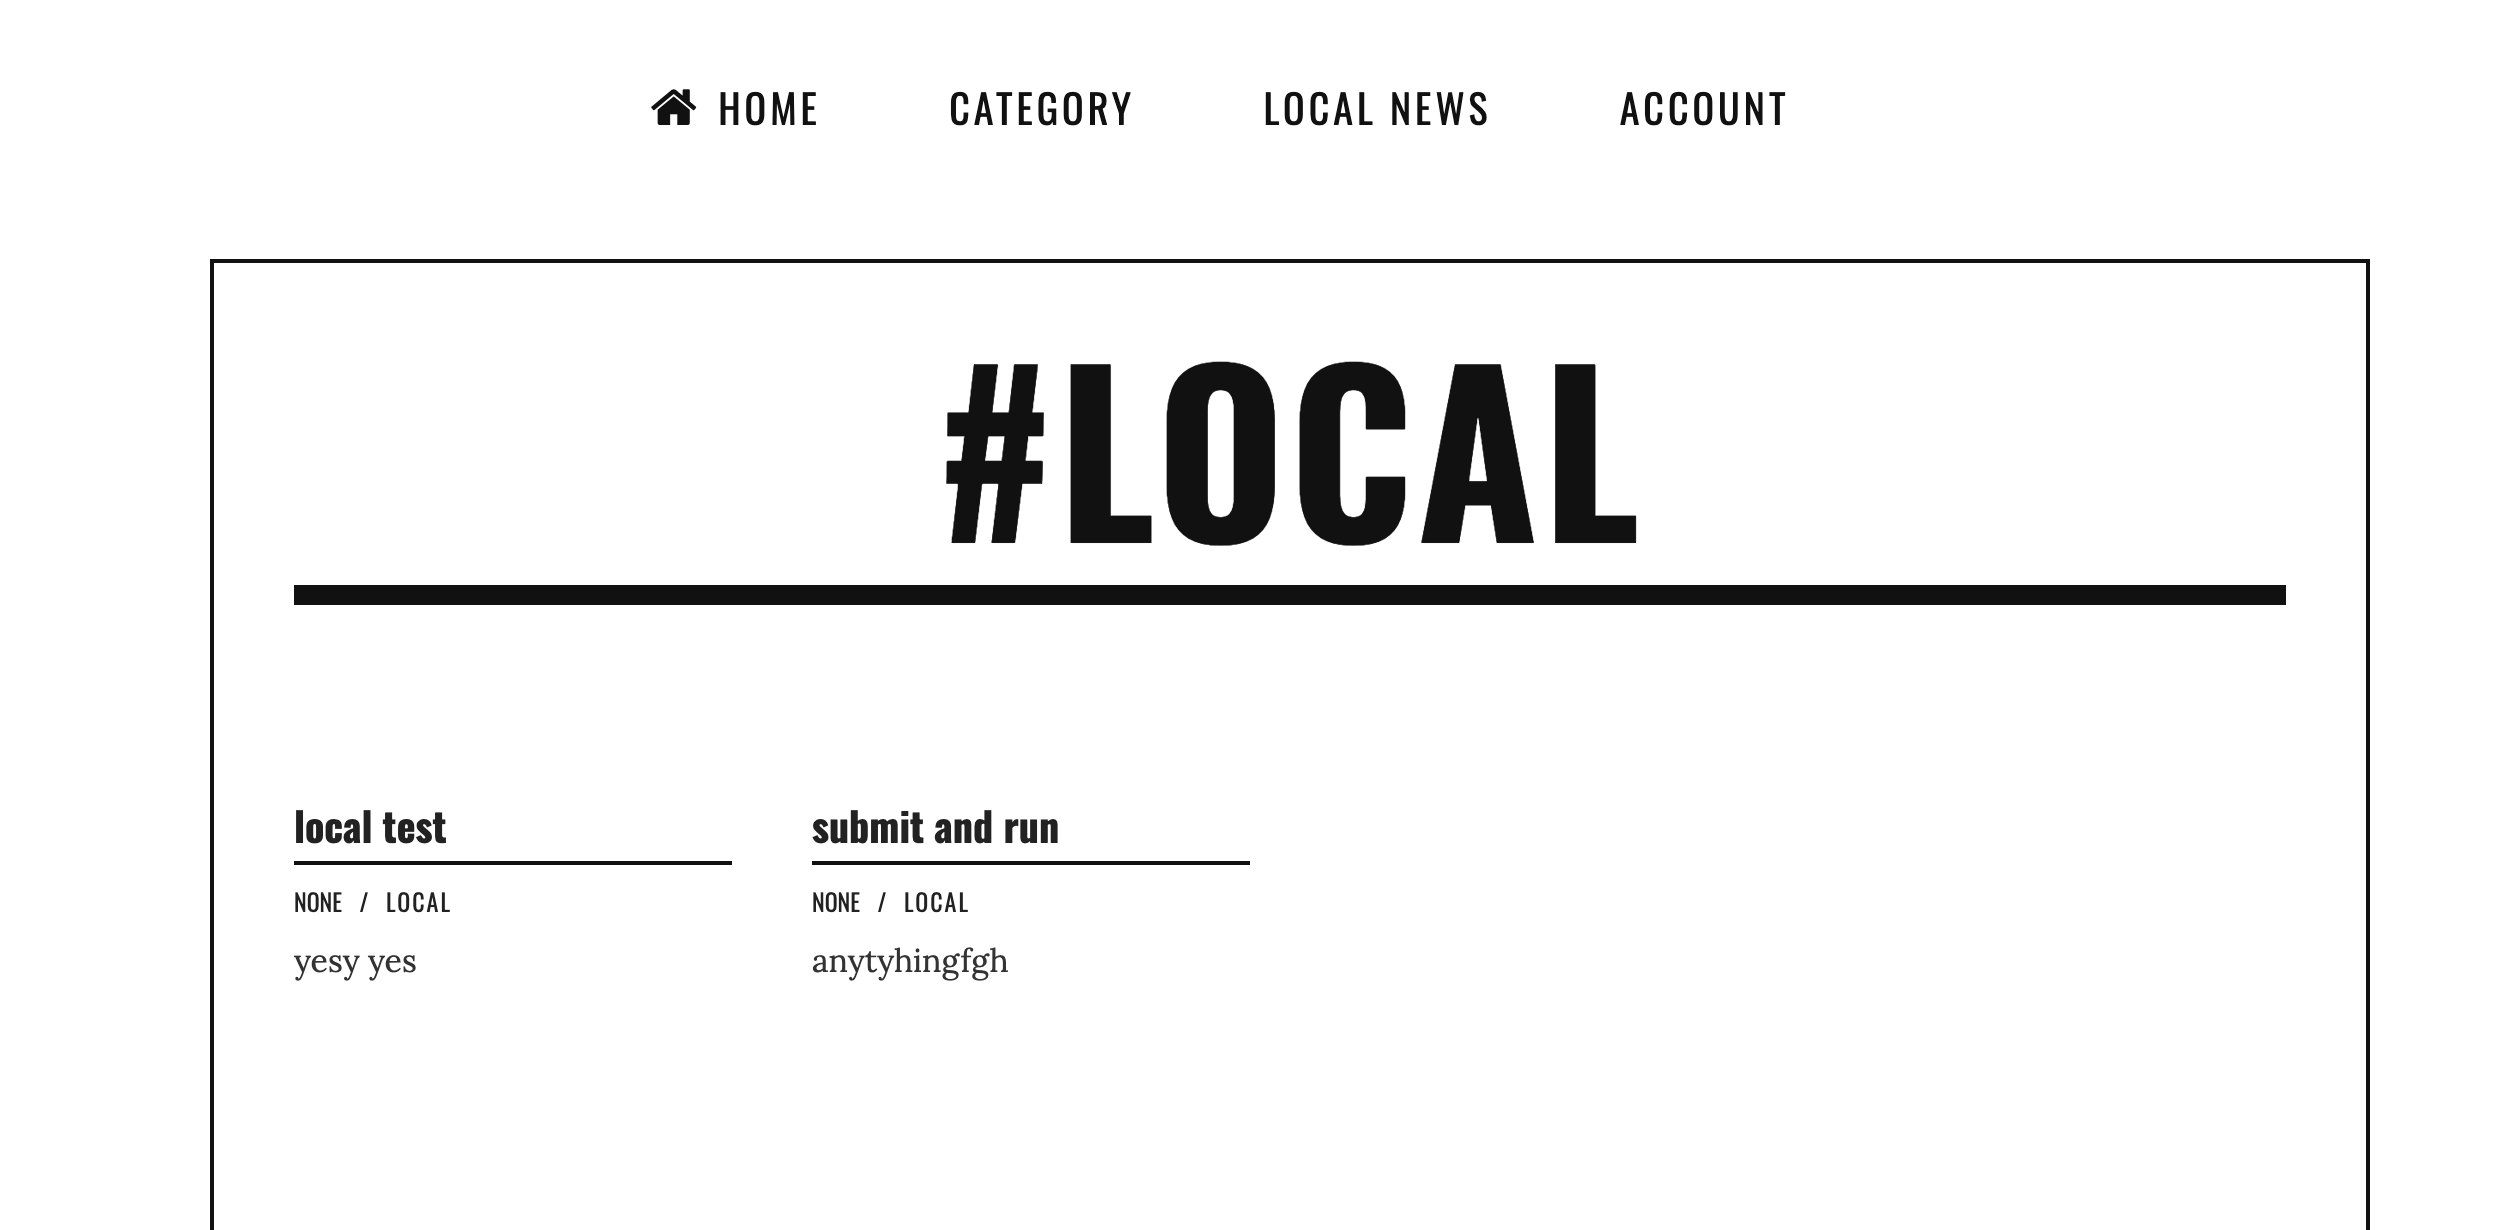 HOME CATEGORY LOCAL NEWS ACCOUNT
#LOCAL
local test
NONE / LOCAL
yesy yes
submit and run
NONE / LOCAL
anytyhingfgh